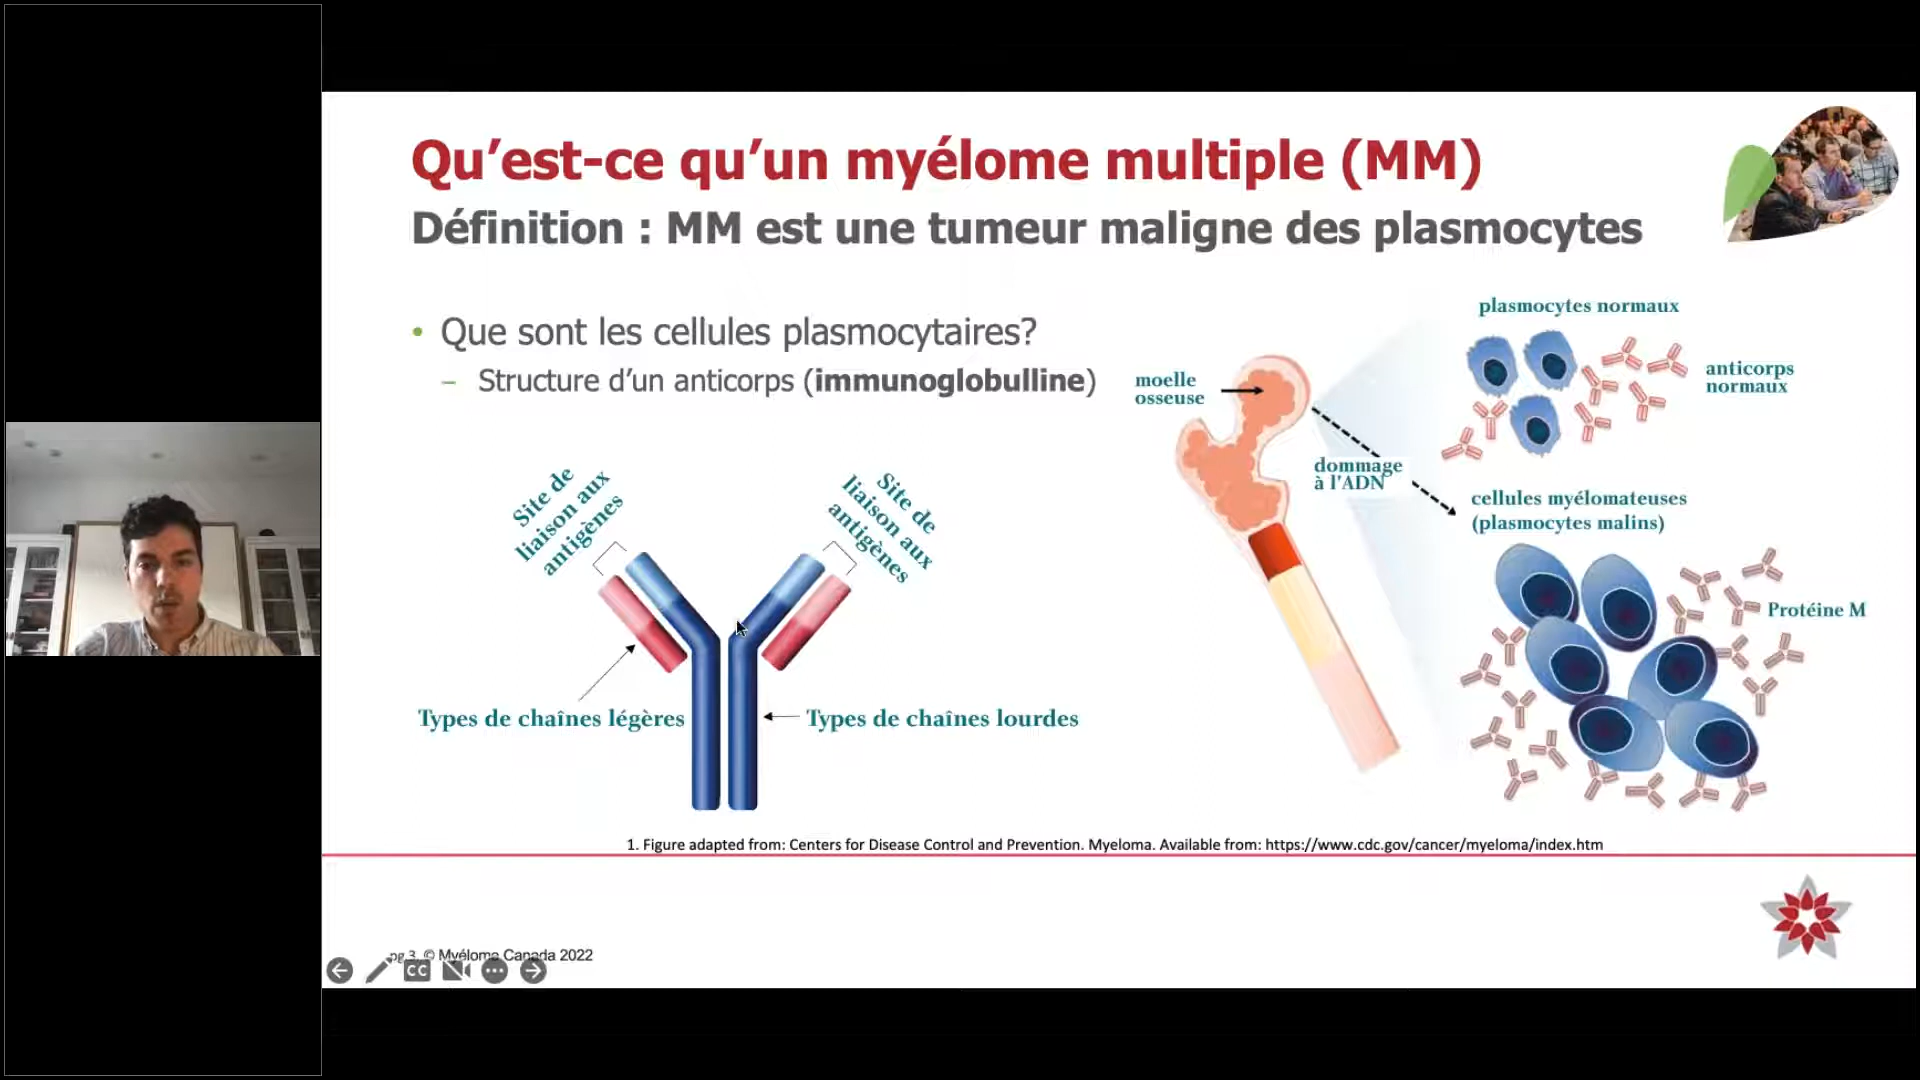 Qu’est-ce qu’un myélome multiple (MM)
Définition : MM est une tumeur maligne des plasmocytes
• Que sont les cellules plasmocytaires?
– Structure d’un anticorps (immunoglobulline)
Site de
liaison aux
antigènes
Site de
liaison aux
antigènes
Types de chaînes légères
Types de chaînes lourdes
moelle
osseuse
dommage
à l'ADN
plasmocytes normaux
anticorps
normaux
cellules myélomateuses
(plasmocytes malins)
Protéine M
1. Figure adapted from: Centers for Disease Control and Prevention. Myeloma. Available from: https://www.cdc.gov/cancer/myeloma/index.htm
pg 3 © Myélome Canada 2022
CC